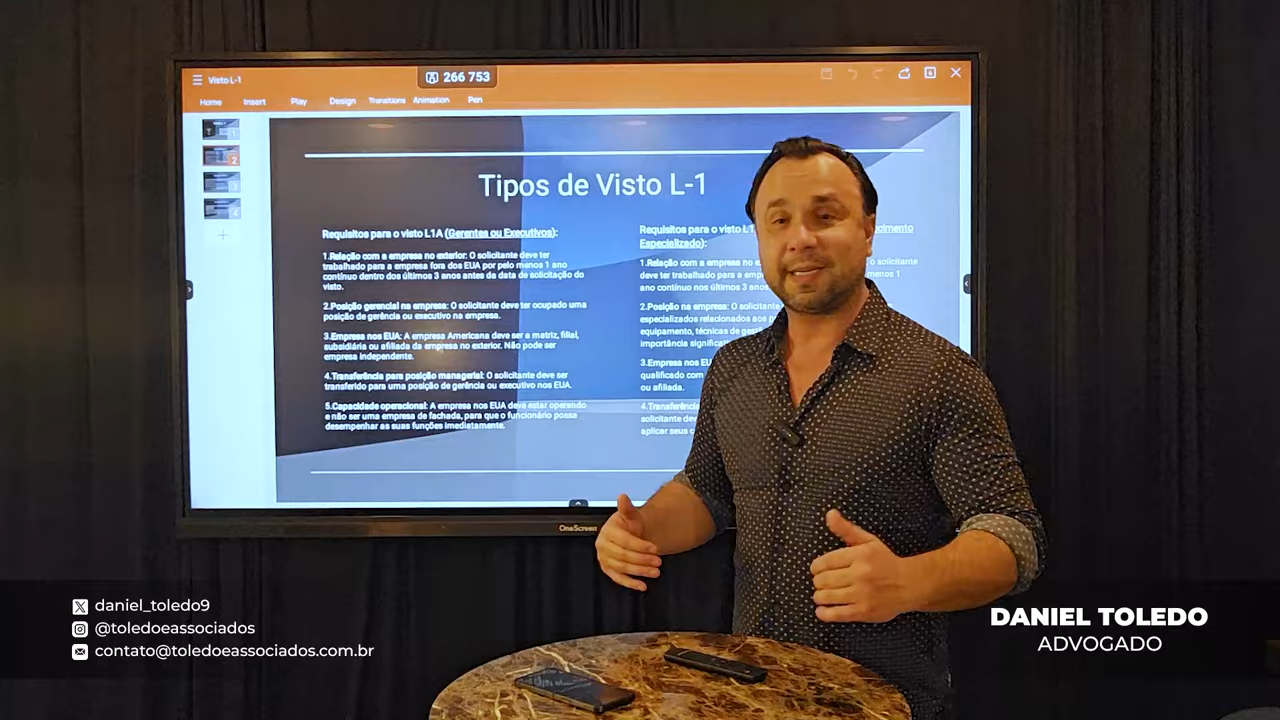 Visto L-1
266 753
Home Insert Play Design Transitions Animation Pen
1
2
3
4
Tipos de Visto L-1
Requisitos para o visto L1A (Gerentes ou Executivos):
1.Relação com a empresa no exterior: O solicitante deve ter
trabalhado para a empresa fora dos EUA por pelo menos 1 ano
contínuo dentro dos últimos 3 anos antes da data de solicitação do
visto.
2.Posição gerencial na empresa: O solicitante deve ter ocupado uma
posição de gerência ou executivo na empresa.
3.Empresa nos EUA: A empresa Americana deve ser a matriz, filial,
subsidiária ou afiliada da empresa no exterior. Não pode ser
empresa independente.
4.Transferência para posição managerial: O solicitante deve ser
transferido para uma posição de gerência ou executivo nos EUA.
5.Capacidade operacional: A empresa nos EUA deve estar operando
e não ser uma empresa de fachada, para que o funcionário possa
desempenhar as suas funções imediatamente.
Requisitos para o visto
Especializado):
1.Relação com a empresa no o solicitante
deve ter trabalhado para a menos 1
ano contínuo nos últimos 3 anos
2.Posição na empresa: O solicitante
especializados relacionados aos
equipamento, técnicas de
importância
3.Empresa nos
qualificado com
ou afiliada.
4.Transferência
solicitante
aplicar seus
OneScreen
daniel_toledo9
@toledoeassociados
contato@toledoeassociados.com.br
DANIEL TOLEDO
ADVOGADO